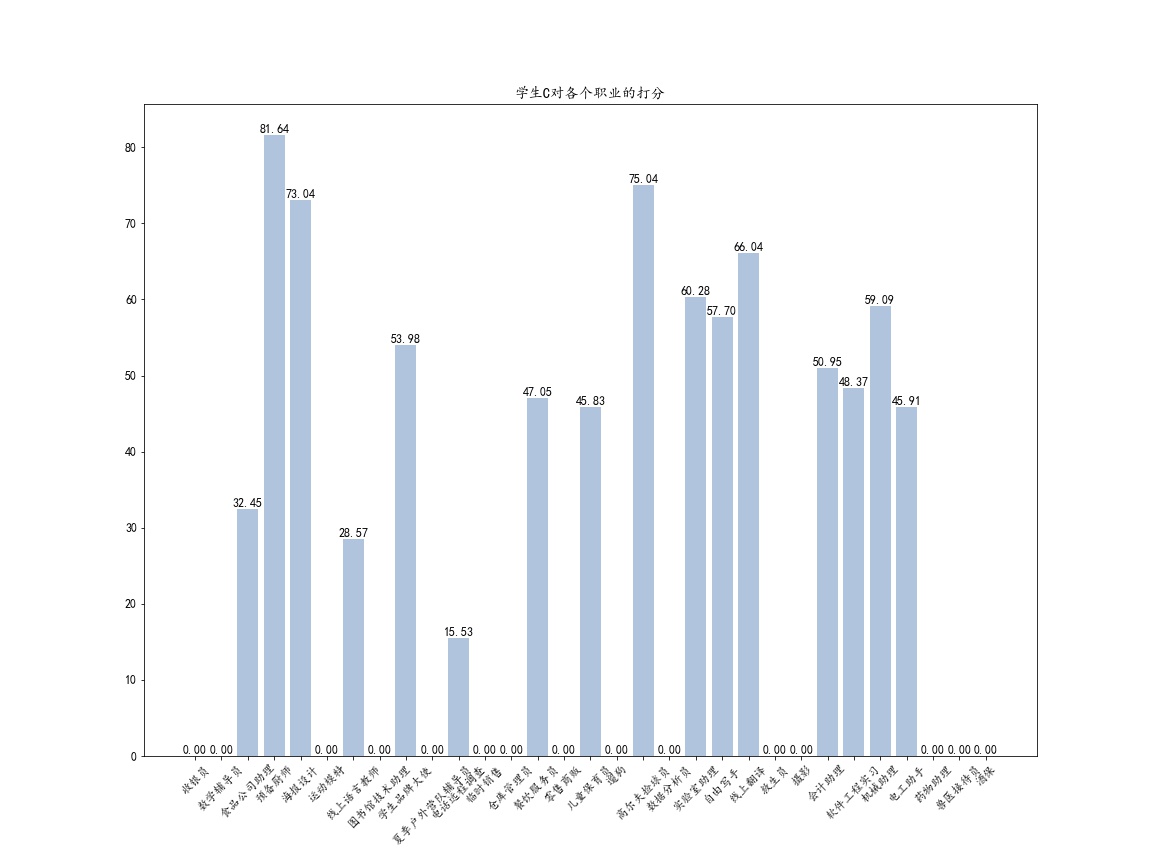 学生C对各个职业的打分
80
70
60
50
40
30
20
10
0
0.00
0.00
32.45
81.64
73.04
0.00
28.57
0.00
53.98
0.00
15.53
0.00
0.00
47.05
0.00
45.83
0.00
75.04
0.00
60.28
57.70
66.04
0.00
0.00
50.95
48.37
59.09
45.91
0.00
0.00
0.00
收银员
数学辅导员
食品公司助理
预备厨师
海报设计
运动模特
线上语言教师
图书馆技术助理
学生品牌大使
夏季户外营队辅导员
电话远程调查
临时销售
仓库管理员
餐饮服务员
零售商贩
儿童保育员
遛狗
高尔夫捡球员
数据分析员
实验室助理
自由写手
线上翻译
救生员
摄影
会计助理
软件工程实习
机械助理
电工助手
药物助理
兽医接待员